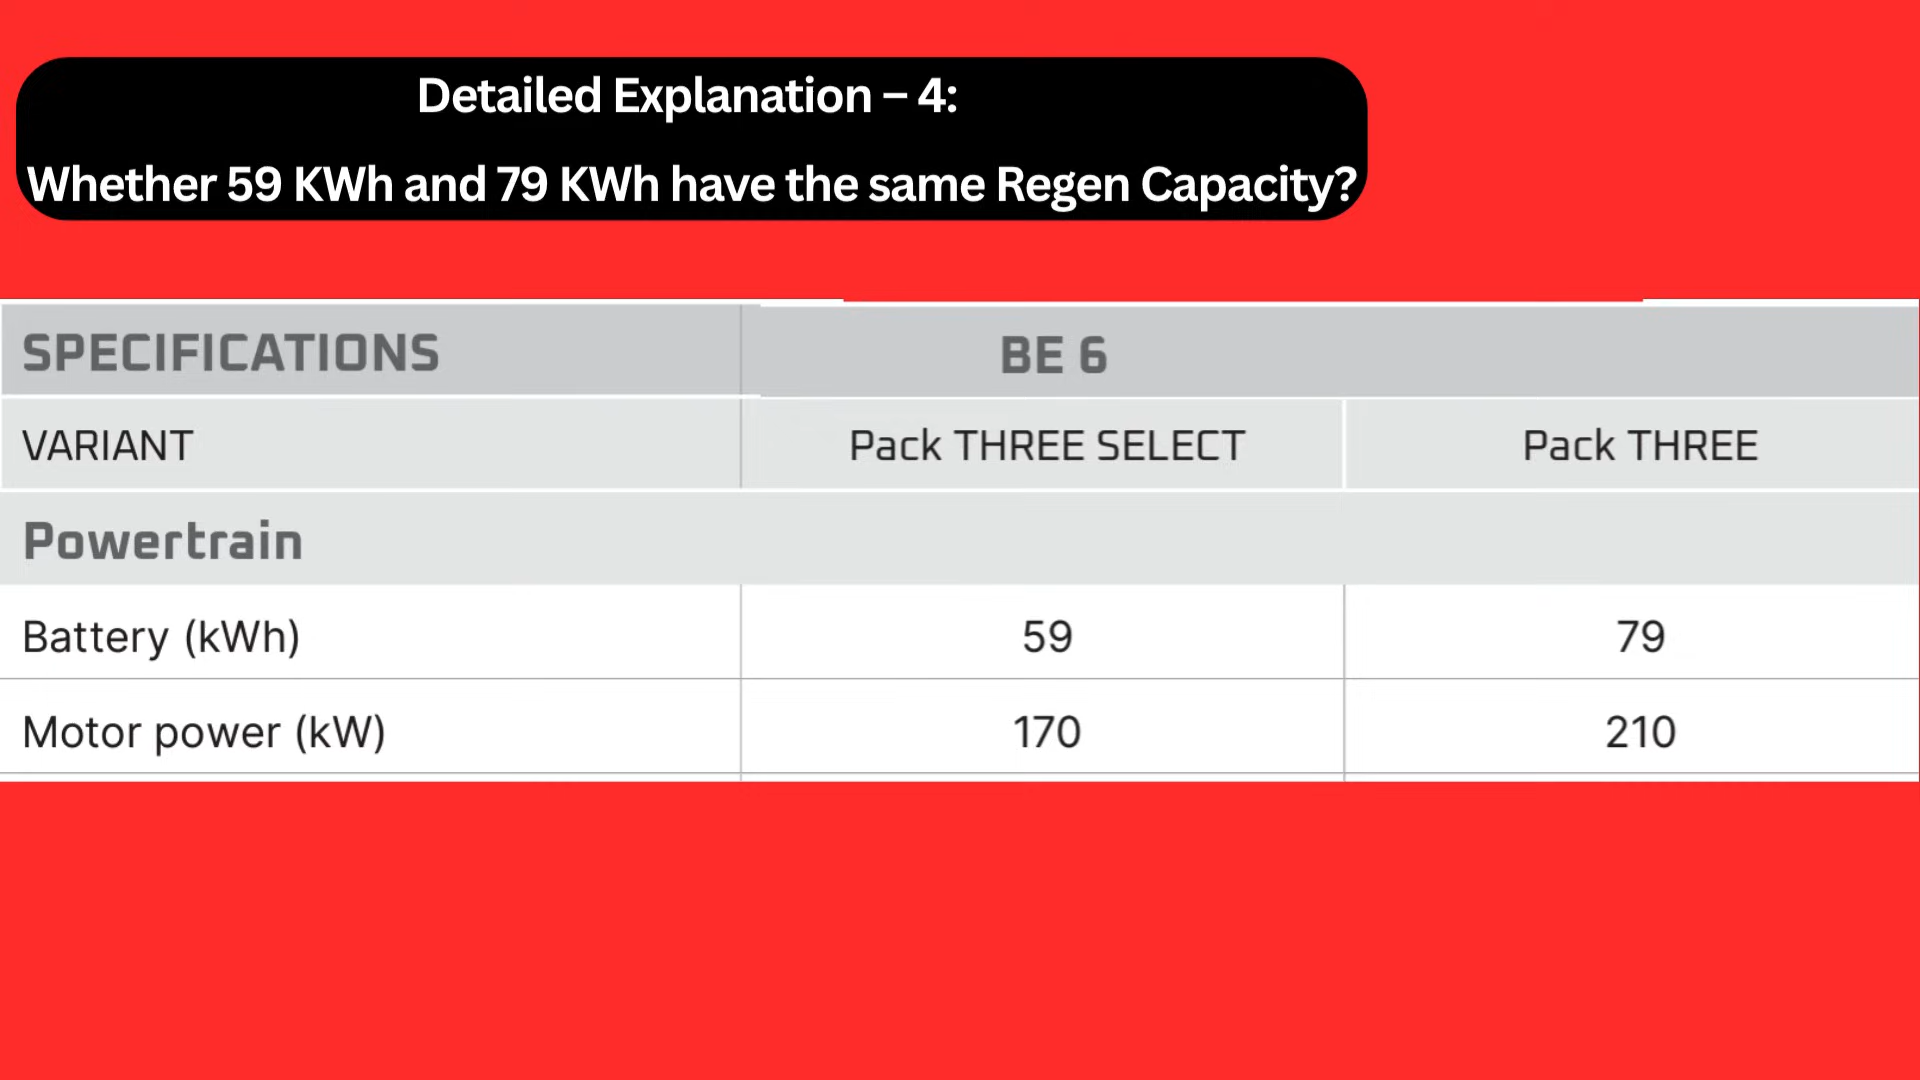 Detailed Explanation – 4:
Whether 59 KWh and 79 KWh have the same Regen Capacity?
SPECIFICATIONS BE 6
VARIANT Pack THREE SELECT Pack THREE
Powertrain
Battery (kWh) 59 79
Motor power (kW) 170 210